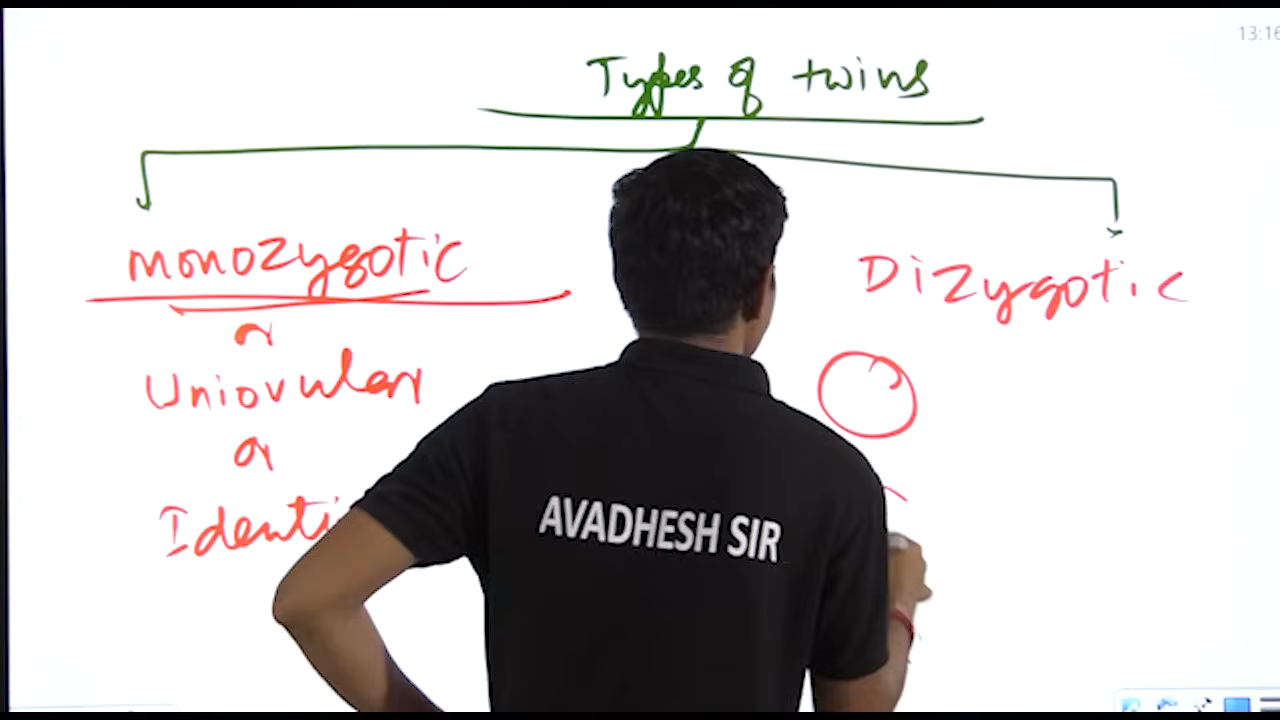 13:16
Types of twins
monozygotic
or
Uniovular
or
Identi
Dizygotic
AVADHESH SIR